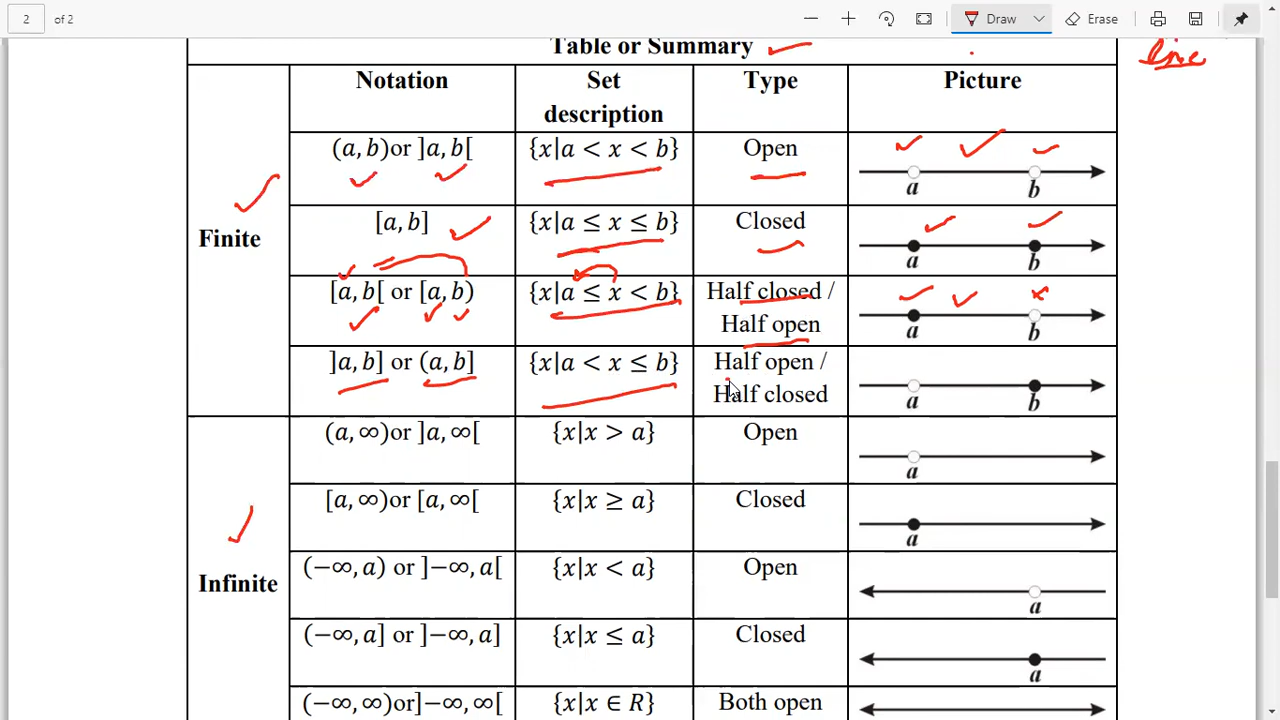 2 of 2 Draw Erase
Table or Summary
line
Notation Set description Type Picture
Finite
(a, b)or ]a, b[ {x|a < x < b} Open a b
[a, b] {x|a ≤ x ≤ b} Closed a b
[a, b[ or [a, b) {x|a ≤ x < b} Half closed / Half open a b
]a, b] or (a, b] {x|a < x ≤ b} Half open / Half closed a b
Infinite
(a, ∞)or ]a, ∞[ {x|x > a} Open a
[a, ∞)or [a, ∞[ {x|x ≥ a} Closed a
(−∞, a) or ]−∞, a[ {x|x < a} Open a
(−∞, a] or ]−∞, a] {x|x ≤ a} Closed a
(−∞, ∞)or]−∞, ∞[ {x|x ∈ R} Both open